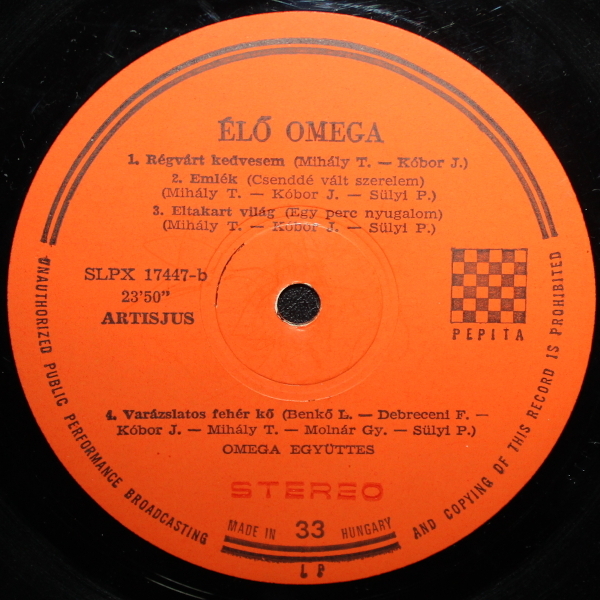 ÉLŐ OMEGA
1. Régvárt kedvesem (Mihály T. — Kóbor J.)
2. Emlék (Csenddé vált szerelem)
(Mihály T. — Kóbor J. — Sülyi P.)
3. Eltakart világ (Egy perc nyugalom)
(Mihály T. — Kóbor J. — Sülyi P.)
SLPX 17447-b
23'50"
ARTISJUS
PEPITA
4. Varázslatos fehér kő (Benkő L. — Debreceni F. —
Kóbor J. — Mihály T. — Molnár Gy. — Sülyi P.)
OMEGA EGYÜTTES
STEREO
MADE IN 33 HUNGARY
LP
UNAUTHORIZED PUBLIC PERFORMANCE BROADCASTING
AND COPYING OF THIS RECORD IS PROHIBITED